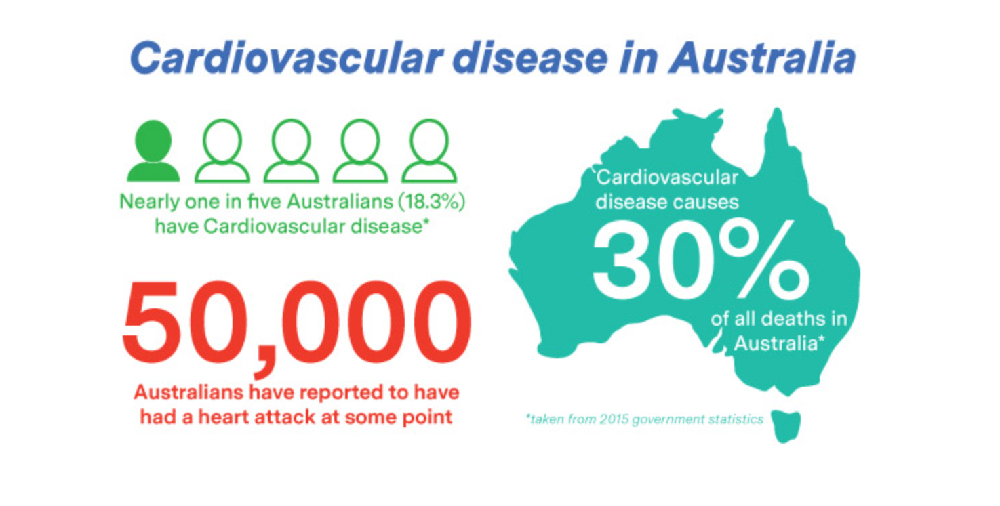 Cardiovascular disease in Australia
Nearly one in five Australians (18.3%)
have Cardiovascular disease*
50,000
Australians have reported to have
had a heart attack at some point
Cardiovascular
disease causes
30%
of all deaths in
Australia*
*taken from 2015 government statistics